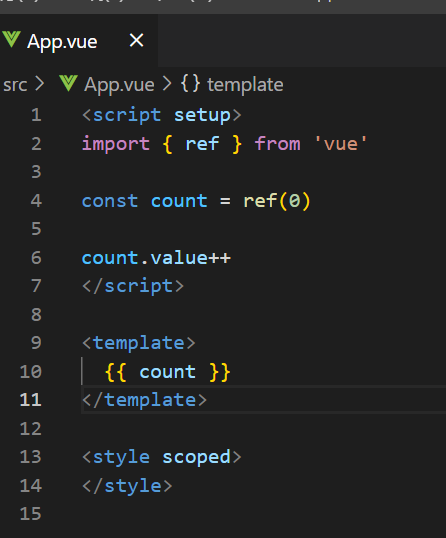 App.vue ×
src > App.vue > {} template
1 <script setup>
2 import { ref } from 'vue'
3
4 const count = ref(0)
5
6 count.value++
7 </script>
8
9 <template>
10   {{ count }}
11 </template>
12
13 <style scoped>
14 </style>
15